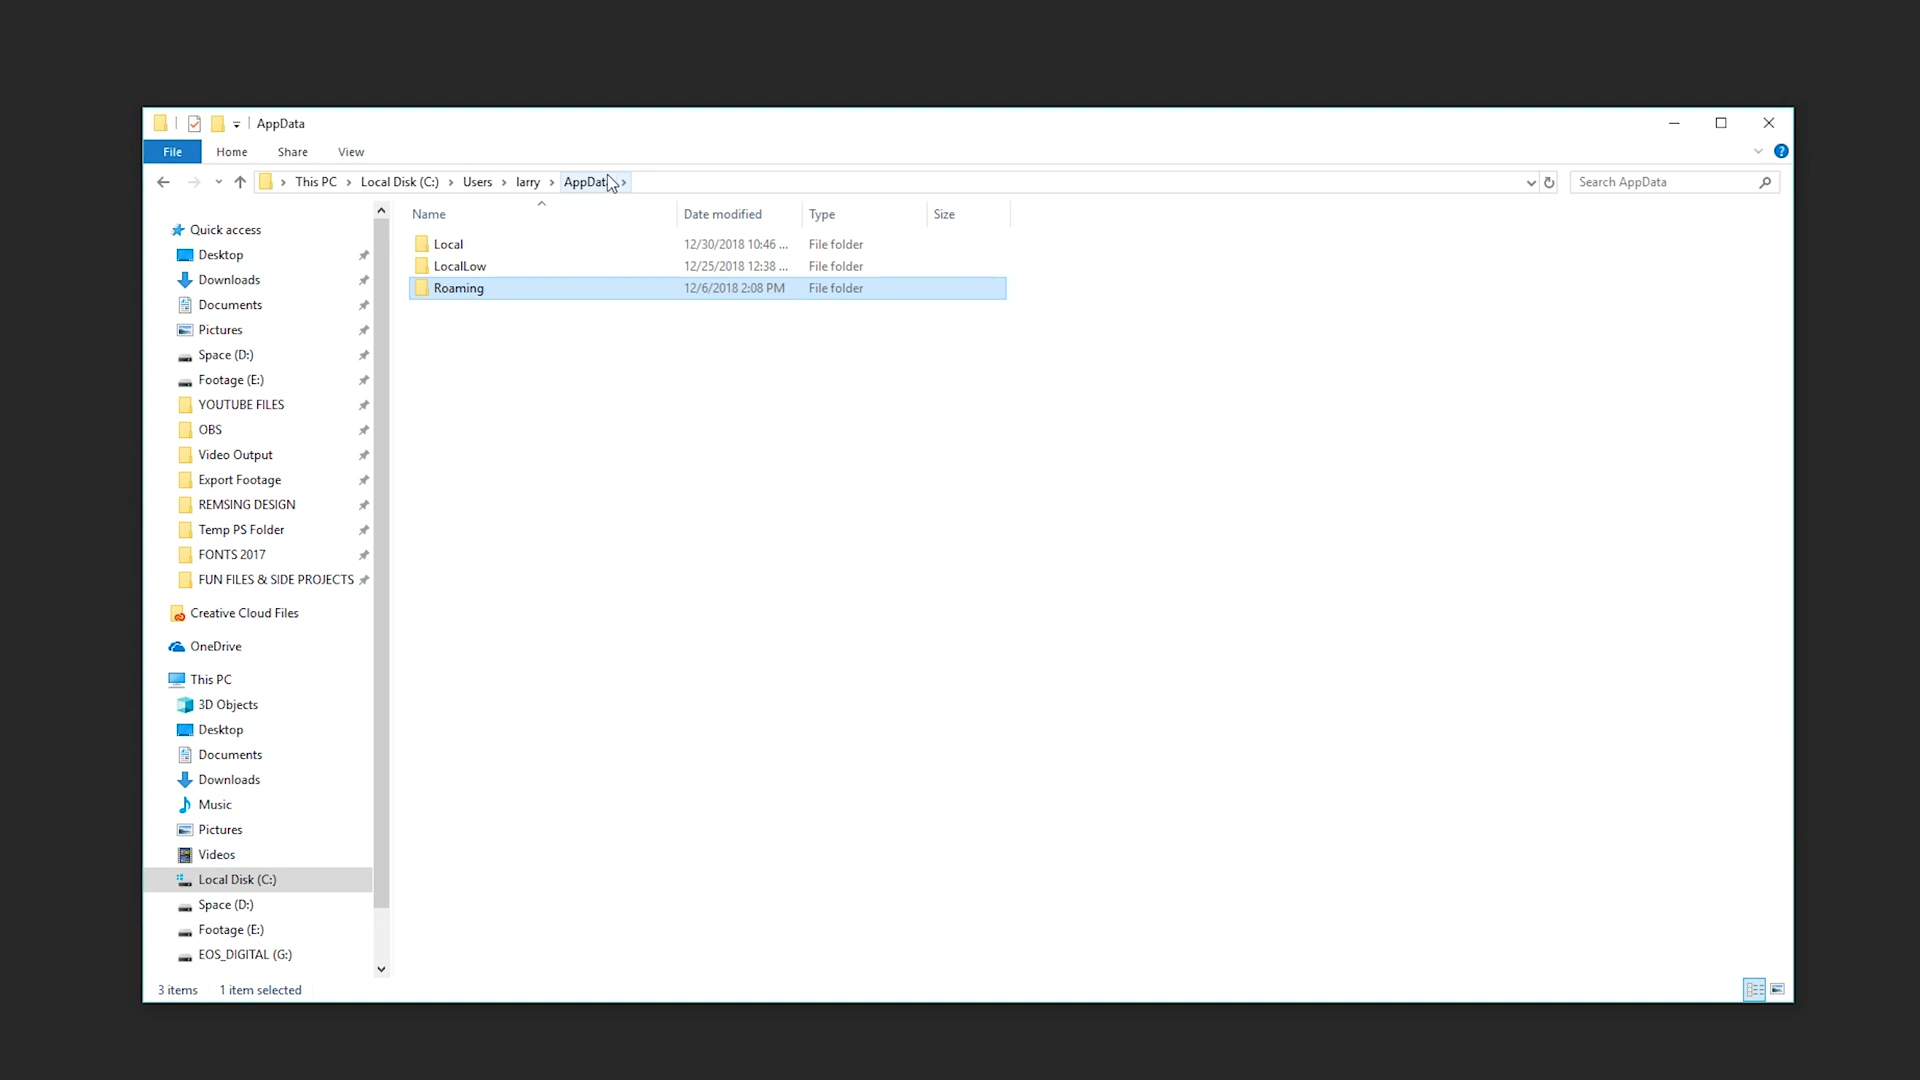 AppData
File Home Share View
This PC Local Disk (C:) Users larry AppData Search AppData
Name Date modified Type Size
Local 12/30/2018 10:46 ... File folder
LocalLow 12/25/2018 12:38 ... File folder
Roaming 12/6/2018 2:08 PM File folder
Quick access
Desktop
Downloads
Documents
Pictures
Space (D:)
Footage (E:)
YOUTUBE FILES
OBS
Video Output
Export Footage
REMSING DESIGN
Temp PS Folder
FONTS 2017
FUN FILES & SIDE PROJECTS
Creative Cloud Files
OneDrive
This PC
3D Objects
Desktop
Documents
Downloads
Music
Pictures
Videos
Local Disk (C:)
Space (D:)
Footage (E:)
EOS_DIGITAL (G:)
3 items 1 item selected